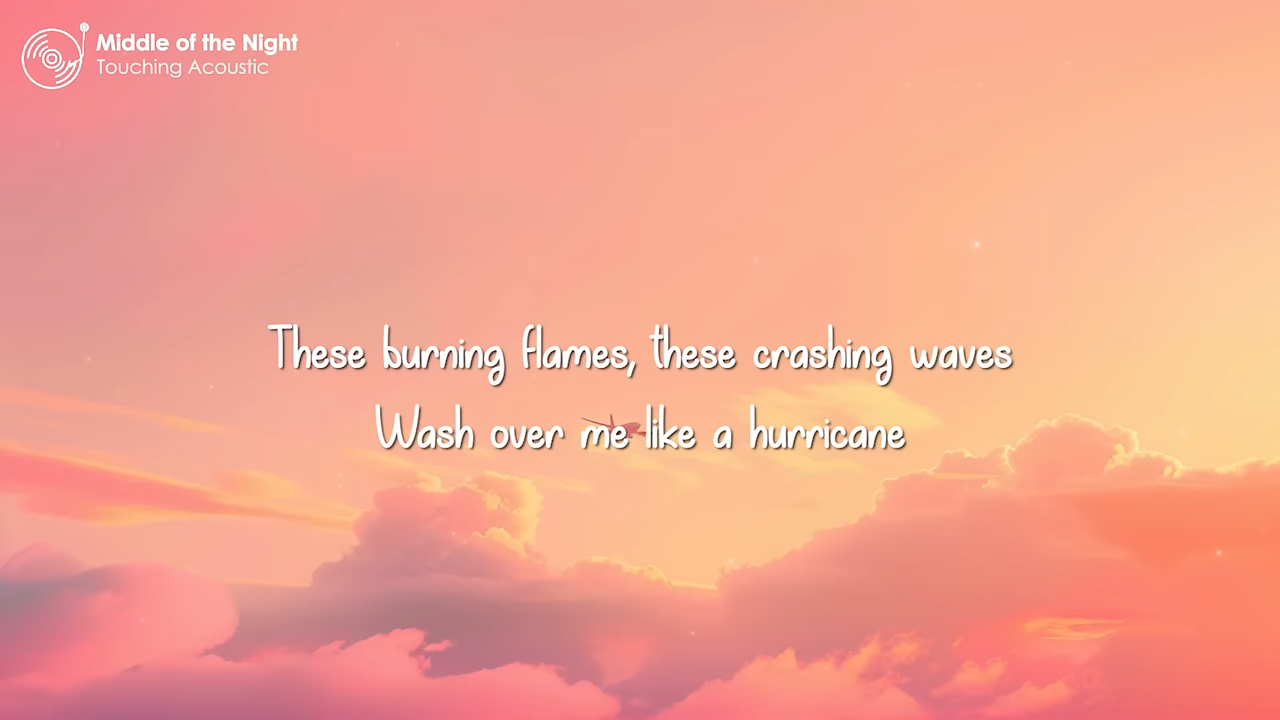 Middle of the Night
Touching Acoustic
These burning flames, these crashing waves
Wash over me like a hurricane